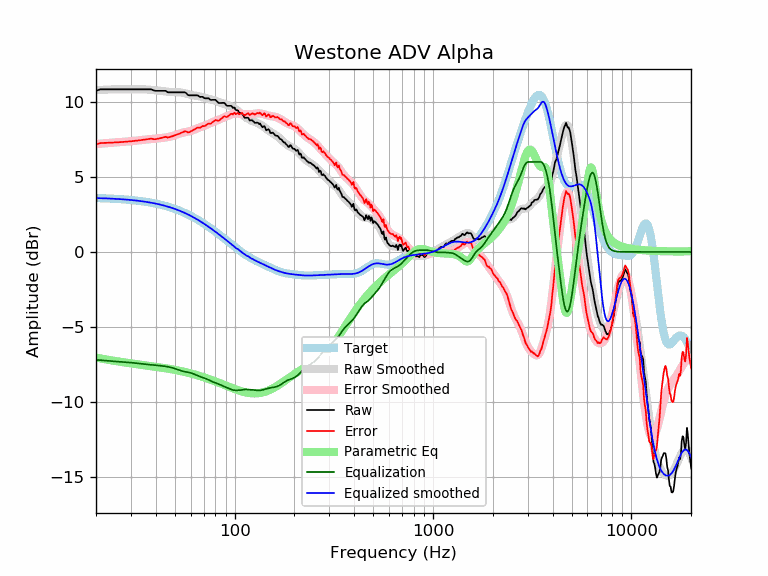 Westone ADV Alpha
Amplitude (dBr)
10
5
0
−5
−10
−15
Target
Raw Smoothed
Error Smoothed
Raw
Error
Parametric Eq
Equalization
Equalized smoothed
100
1000
10000
Frequency (Hz)